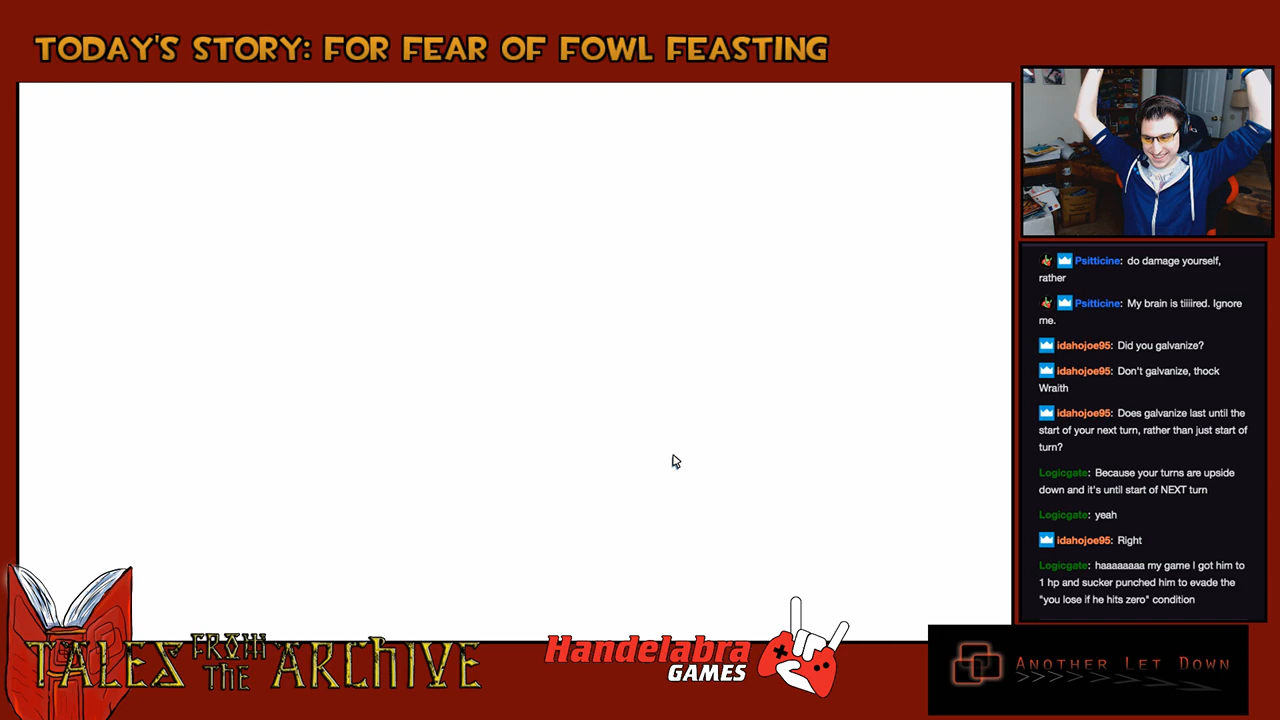 TODAY'S STORY: FOR FEAR OF FOWL FEASTING
Psitticine: do damage yourself,
rather
Psitticine: My brain is tiiiired. Ignore
me.
idahojoe95: Did you galvanize?
idahojoe95: Don't galvanize, thock
Wraith
idahojoe95: Does galvanize last until the
start of your next turn, rather than just start of
turn?
Logicgate: Because your turns are upside
down and it's until start of NEXT turn
Logicgate: yeah
idahojoe95: Right
Logicgate: haaaaaaaa my game I got him to
1 hp and sucker punched him to evade the
"you lose if he hits zero" condition
TALES FROM THE ARCHIVE
Handelabra
GAMES
ANOTHER LET DOWN